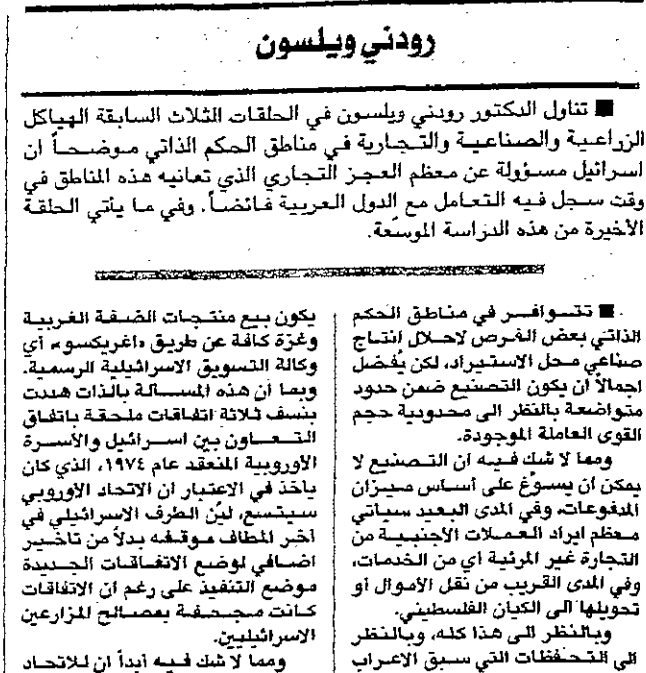 رودني ويلسون
■ تناول الدكتور رودني ويلسون في الحلقات الثلاث السابقة الهياكل
الزراعية والصناعية والتجارية في مناطق الحكم الذاتي موضحاً ان
اسرائيل مسؤولة عن معظم العجز التجاري الذي تعانيه هذه المناطق في
وقت سجل فيه التعامل مع الدول العربية فائضاً. وفي ما يأتي الحلقة
الأخيرة من هذه الدراسة الموسّعة.
■ تتوافر في مناطق الحكم
الذاتي بعض الفرص لاحلال انتاج
صناعي محل الاستيراد، لكن يُفضل
اجمالاً ان يكون التصنيع ضمن حدود
متواضعة بالنظر الى محدودية حجم
القوى العاملة الموجودة.
ومما لا شك فيه ان التصنيع لا
يمكن ان يسوّغ على أساس ميزان
المدفوعات، وفي المدى البعيد سيأتي
معظم ايراد العملات الأجنبية من
التجارة غير المرئية أي من الخدمات،
وفي المدى القريب من نقل الأموال أو
تحويلها الى الكيان الفلسطيني.
وبالنظر الى هذا كله، وبالنظر
الى التحفظات التي سبق الاعراب
يكون بيع منتجات الضفة الغربية
وغزة كافة عن طريق «اغريكسو» أي
وكالة التسويق الاسرائيلية الرسمية.
وبما أن هذه المسألة بالذات هددت
بنسف ثلاثة اتفاقات ملحقة باتفاق
التعاون بين اسرائيل والأسرة
الأوروبية المنعقد عام ١٩٧٤، الذي كان
يأخذ في الاعتبار أن الاتحاد الأوروبي
سيتسع، ليّن الطرف الاسرائيلي في
آخر المطاف موقفه بدلاً من تأخير
اضافي لوضع الاتفاقات الجديدة
موضع التنفيذ على رغم أن الاتفاقات
كانت مجحفة بمصالح المزارعين
الاسرائيليين.
ومما لا شك فيه أبداً ان للاتحاد